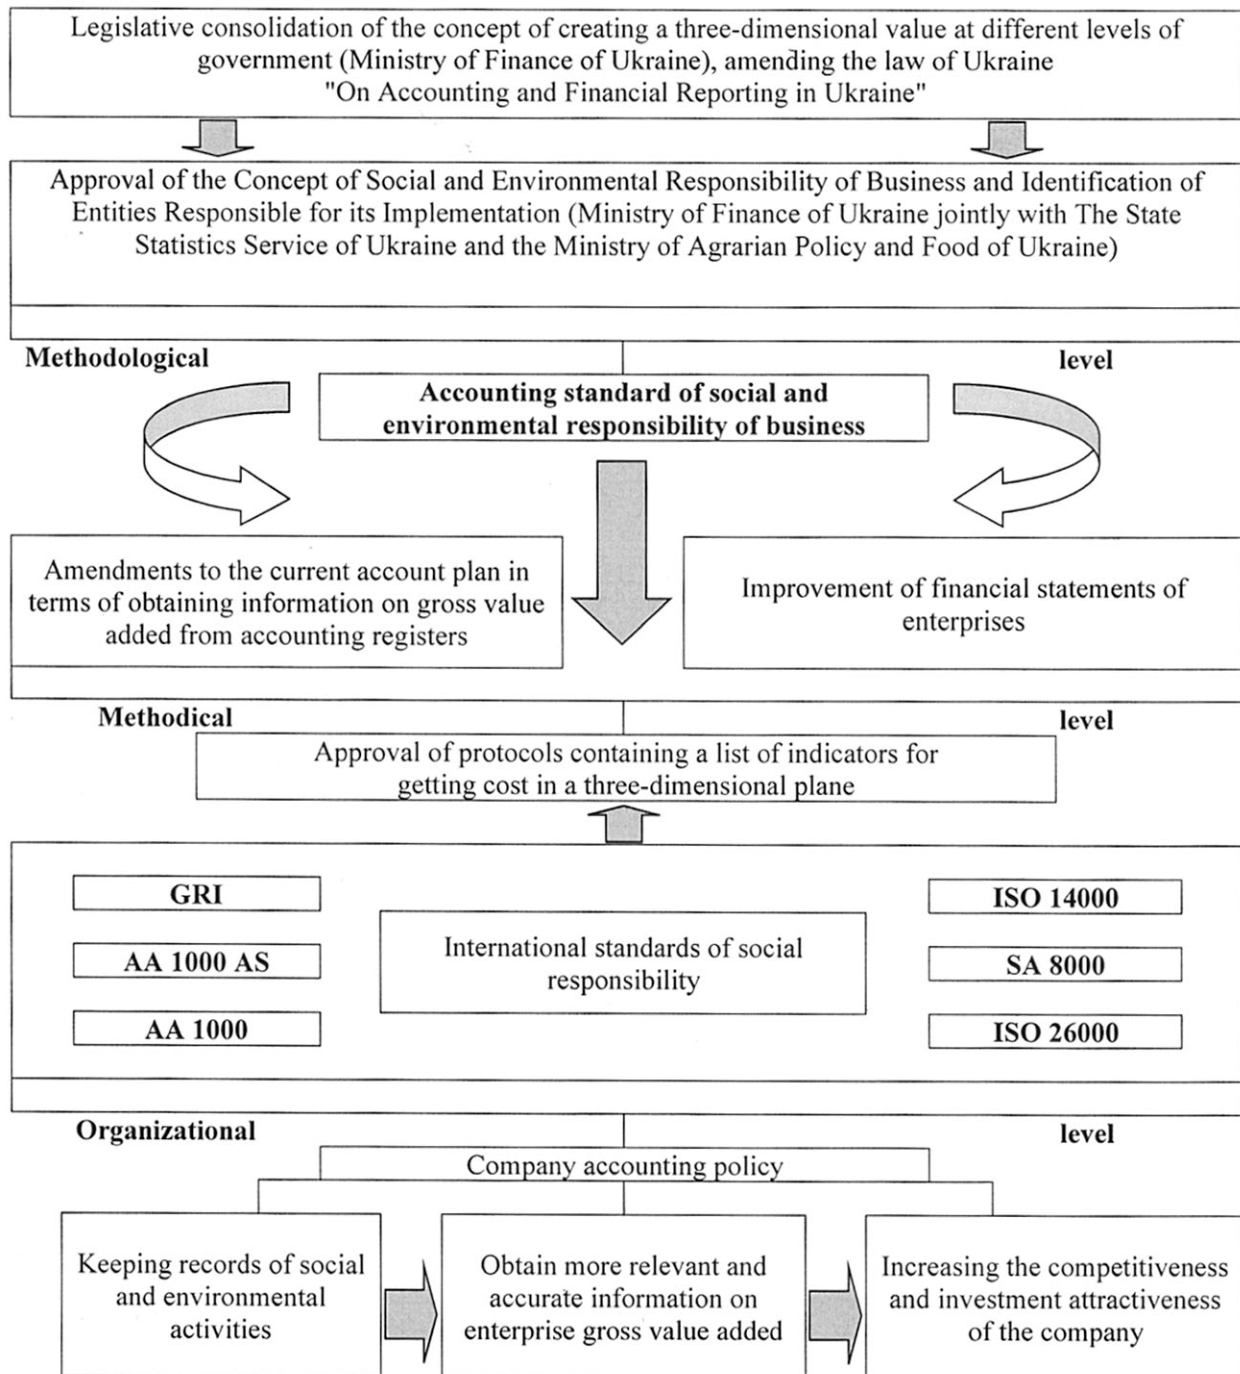 Legislative consolidation of the concept of creating a three-dimensional value at different levels of
government (Ministry of Finance of Ukraine), amending the law of Ukraine
"On Accounting and Financial Reporting in Ukraine"
Approval of the Concept of Social and Environmental Responsibility of Business and Identification of
Entities Responsible for its Implementation (Ministry of Finance of Ukraine jointly with The State
Statistics Service of Ukraine and the Ministry of Agrarian Policy and Food of Ukraine)
Methodological level
Accounting standard of social and
environmental responsibility of business
Amendments to the current account plan in
terms of obtaining information on gross value
added from accounting registers
Improvement of financial statements of
enterprises
Methodical level
Approval of protocols containing a list of indicators for
getting cost in a three-dimensional plane
GRI
AA 1000 AS
AA 1000
International standards of social
responsibility
ISO 14000
SA 8000
ISO 26000
Organizational level
Company accounting policy
Keeping records of social
and environmental
activities
Obtain more relevant and
accurate information on
enterprise gross value added
Increasing the competitiveness
and investment attractiveness
of the company